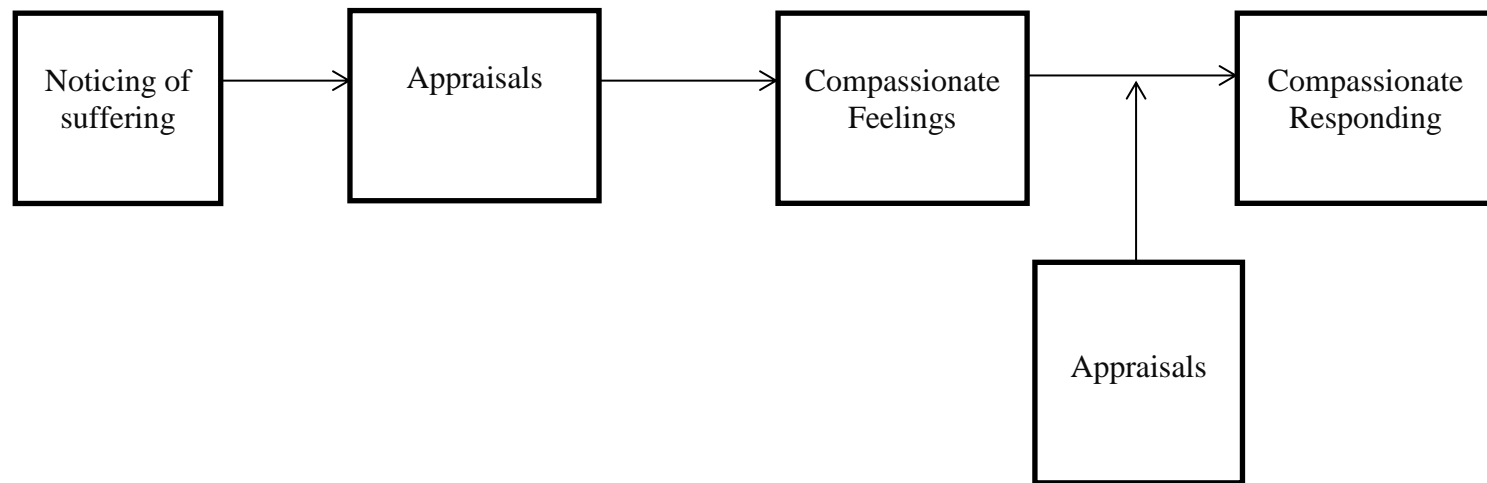 Noticing of
suffering
Appraisals
Compassionate
Feelings
Compassionate
Responding
Appraisals